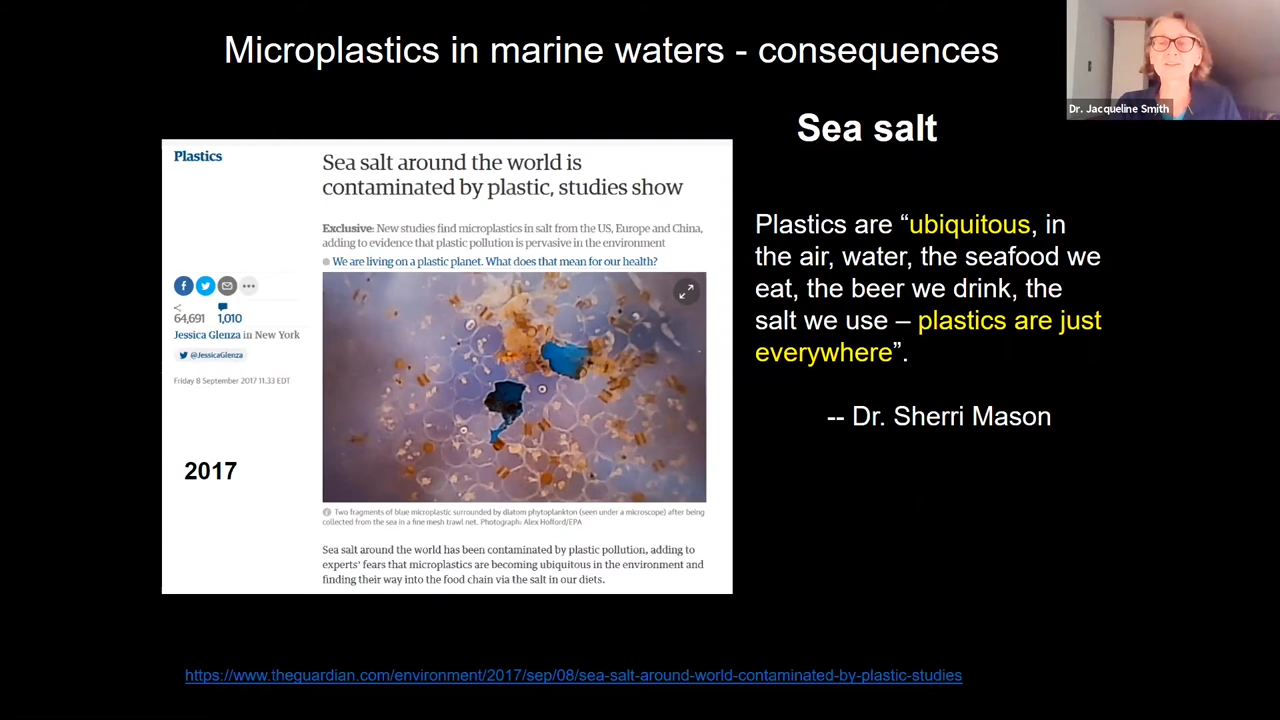 Microplastics in marine waters - consequences
Dr. Jacqueline Smith
Sea salt
Plastics
Sea salt around the world is
contaminated by plastic, studies show
Exclusive: New studies find microplastics in salt from the US, Europe and China,
adding to evidence that plastic pollution is pervasive in the environment
We are living on a plastic planet. What does that mean for our health?
64,691 1,010
Jessica Glenza in New York
@JessicaGlenza
Friday 8 September 2017 11.33 EDT
2017
Two fragments of blue microplastic surrounded by diatom phytoplankton (seen under a microscope) after being
collected from the sea in a fine mesh trawl net. Photograph: Alex Hofford/EPA
Sea salt around the world has been contaminated by plastic pollution, adding to
experts’ fears that microplastics are becoming ubiquitous in the environment and
finding their way into the food chain via the salt in our diets.
Plastics are “ubiquitous, in
the air, water, the seafood we
eat, the beer we drink, the
salt we use – plastics are just
everywhere”.
-- Dr. Sherri Mason
https://www.theguardian.com/environment/2017/sep/08/sea-salt-around-world-contaminated-by-plastic-studies